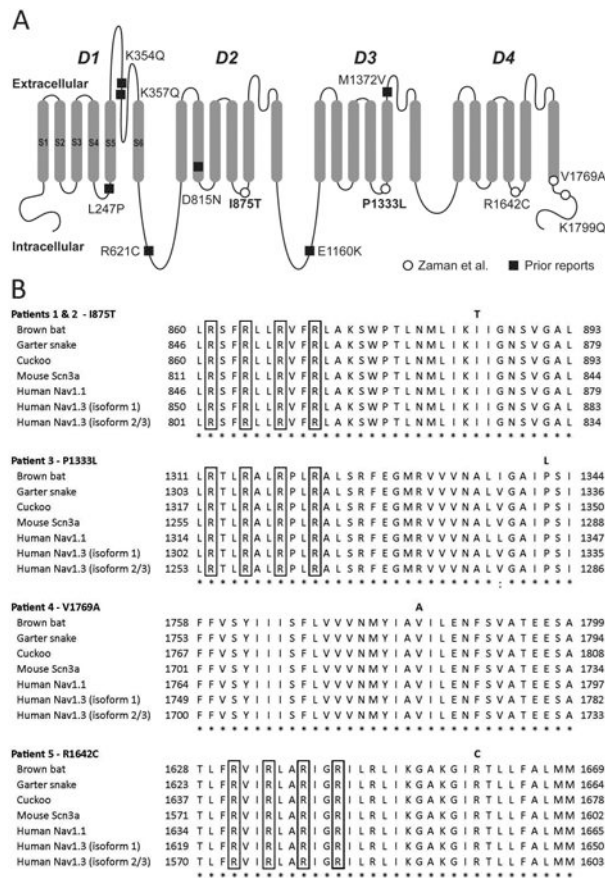 A
D1 D2 D3 D4
K354Q
K357Q
M1372V
Extracellular
S1 S2 S3 S4 S5 S6
V1769A
L247P
D815N
I875T
P1333L
R1642C
K1799Q
Intracellular
R621C
E1160K
Zaman et al.
Prior reports
B
Patients 1 & 2 - I875T T
Brown bat 860 L R S F R L L R V F R L A K S W P T L N M L I K I I G N S V G A L 893
Garter snake 846 L R S F R L L R V F R L A K S W P T L N M L I K I I G N S V G A L 879
Cuckoo 860 L R S F R L L R V F R L A K S W P T L N M L I K I I G N S V G A L 893
Mouse Scn3a 811 L R S F R L L R V F R L A K S W P T L N M L I K I I G N S V G A L 844
Human Nav1.1 846 L R S F R L L R V F R L A K S W P T L N M L I K I I G N S V G A L 879
Human Nav1.3 (isoform 1) 850 L R S F R L L R V F R L A K S W P T L N M L I K I I G N S V G A L 883
Human Nav1.3 (isoform 2/3) 801 L R S F R L L R V F R L A K S W P T L N M L I K I I G N S V G A L 834
* * * * * * * * * * * * * * * * * * * * * * * * * * * * * * * * *
Patient 3 - P1333L L
Brown bat 1311 L R T L R A L R P L R A L S R F E G M R V V V N A L I G A I P S I 1344
Garter snake 1303 L R T L R A L R P L R A L S R F E G M R V V V N A L I G A I P S I 1336
Cuckoo 1317 L R T L R A L R P L R A L S R F E G M R V V V N A L I G A I P S I 1350
Mouse Scn3a 1255 L R T L R A L R P L R A L S R F E G M R V V V N A L I G A I P S I 1288
Human Nav1.1 1314 L R T L R A L R P L R A L S R F E G M R V V V N A L L G A I P S I 1347
Human Nav1.3 (isoform 1) 1302 L R T L R A L R P L R A L S R F E G M R V V V N A L V G A I P S I 1335
Human Nav1.3 (isoform 2/3) 1253 L R T L R A L R P L R A L S R F E G M R V V V N A L V G A I P S I 1286
* * * * * * * * * * * * * * * * * * * * * * * * * * : * * * * * *
Patient 4 - V1769A A
Brown bat 1758 F F V S Y I I I S F L V V V N M Y I A V I L E N F S V A T E E S A 1799
Garter snake 1753 F F V S Y I I I S F L V V V N M Y I A V I L E N F S V A T E E S A 1794
Cuckoo 1767 F F V S Y I I I S F L V V V N M Y I A V I L E N F S V A T E E S A 1808
Mouse Scn3a 1701 F F V S Y I I I S F L V V V N M Y I A V I L E N F S V A T E E S A 1734
Human Nav1.1 1764 F F V S Y I I I S F L V V V N M Y I A V I L E N F S V A T E E S A 1797
Human Nav1.3 (isoform 1) 1749 F F V S Y I I I S F L V V V N M Y I A V I L E N F S V A T E E S A 1782
Human Nav1.3 (isoform 2/3) 1700 F F V S Y I I I S F L V V V N M Y I A V I L E N F S V A T E E S A 1733
* * * * * * * * * * * * * * * * * * * * * * * * * * * * * * * * *
Patient 5 - R1642C C
Brown bat 1628 T L F R V I R L A R I G R I L R L I K G A K G I R T L L F A L M M 1669
Garter snake 1623 T L F R V I R L A R I G R I L R L I K G A K G I R T L L F A L M M 1664
Cuckoo 1637 T L F R V I R L A R I G R I L R L I K G A K G I R T L L F A L M M 1678
Mouse Scn3a 1571 T L F R V I R L A R I G R I L R L I K G A K G I R T L L F A L M M 1602
Human Nav1.1 1634 T L F R V I R L A R I G R I L R L I K G A K G I R T L L F A L M M 1665
Human Nav1.3 (isoform 1) 1619 T L F R V I R L A R I G R I L R L I K G A K G I R T L L F A L M M 1650
Human Nav1.3 (isoform 2/3) 1570 T L F R V I R L A R I G R I L R L I K G A K G I R T L L F A L M M 1603
* * * * * * * * * * * * * * * * * * * * * * * * * * * * * * * * *